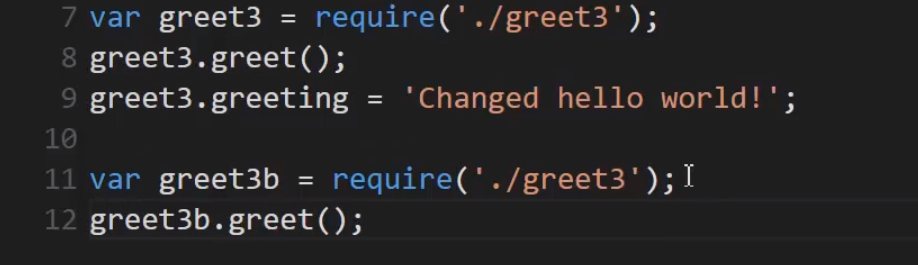 7 var greet3 = require('./greet3');
8 greet3.greet();
9 greet3.greeting = 'Changed hello world!';
10
11 var greet3b = require('./greet3');
12 greet3b.greet();